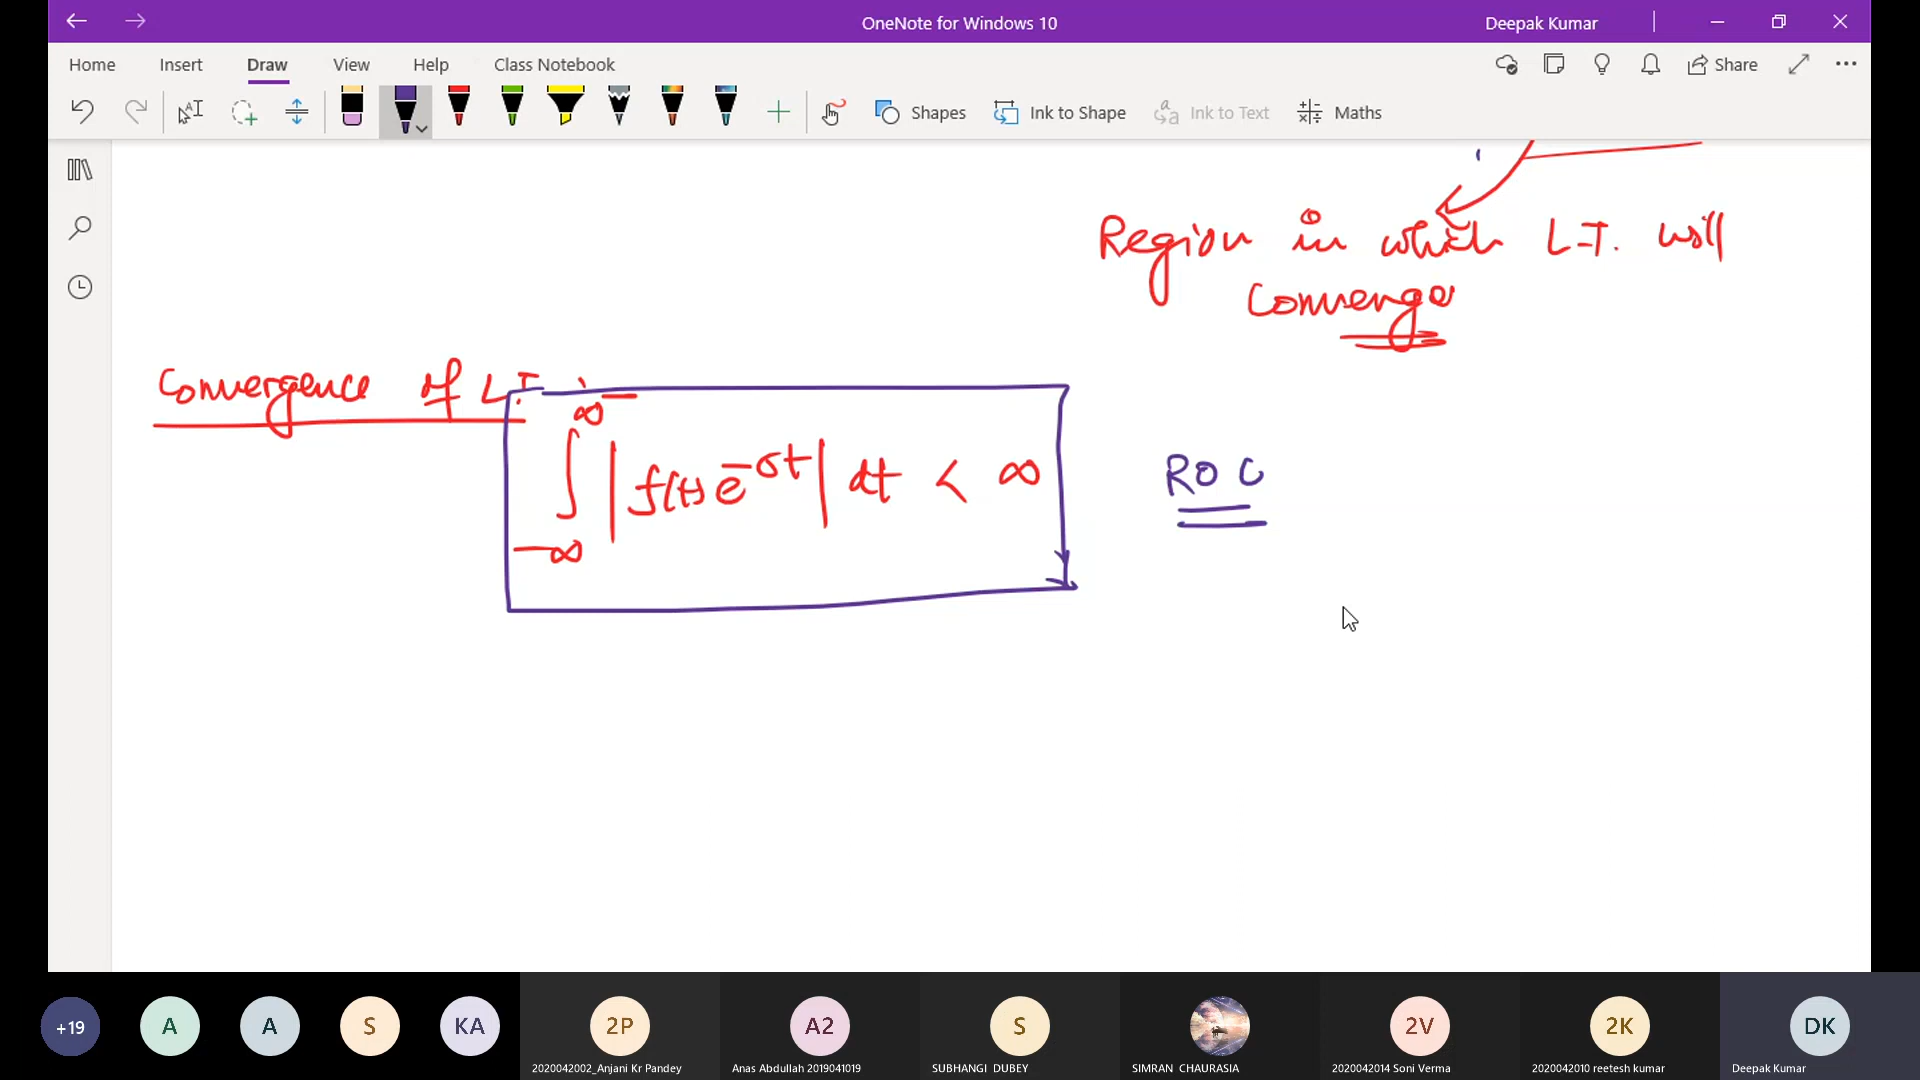 OneNote for Windows 10
Deepak Kumar
Home Insert Draw View Help Class Notebook
Share
Shapes Ink to Shape Ink to Text Maths
Region in which L.T. will
Converge
Convergence of L.T.
∞
∫ |f(t) e^-σt| dt < ∞
-∞
ROC
+19 A A S KA 2P A2 S 2V 2K DK
2020042002_Anjani Kr Pandey Anas Abdullah 2019041019 SUBHANGI DUBEY SIMRAN CHAURASIA 2020042014 Soni Verma 2020042010 reetesh kumar Deepak Kumar